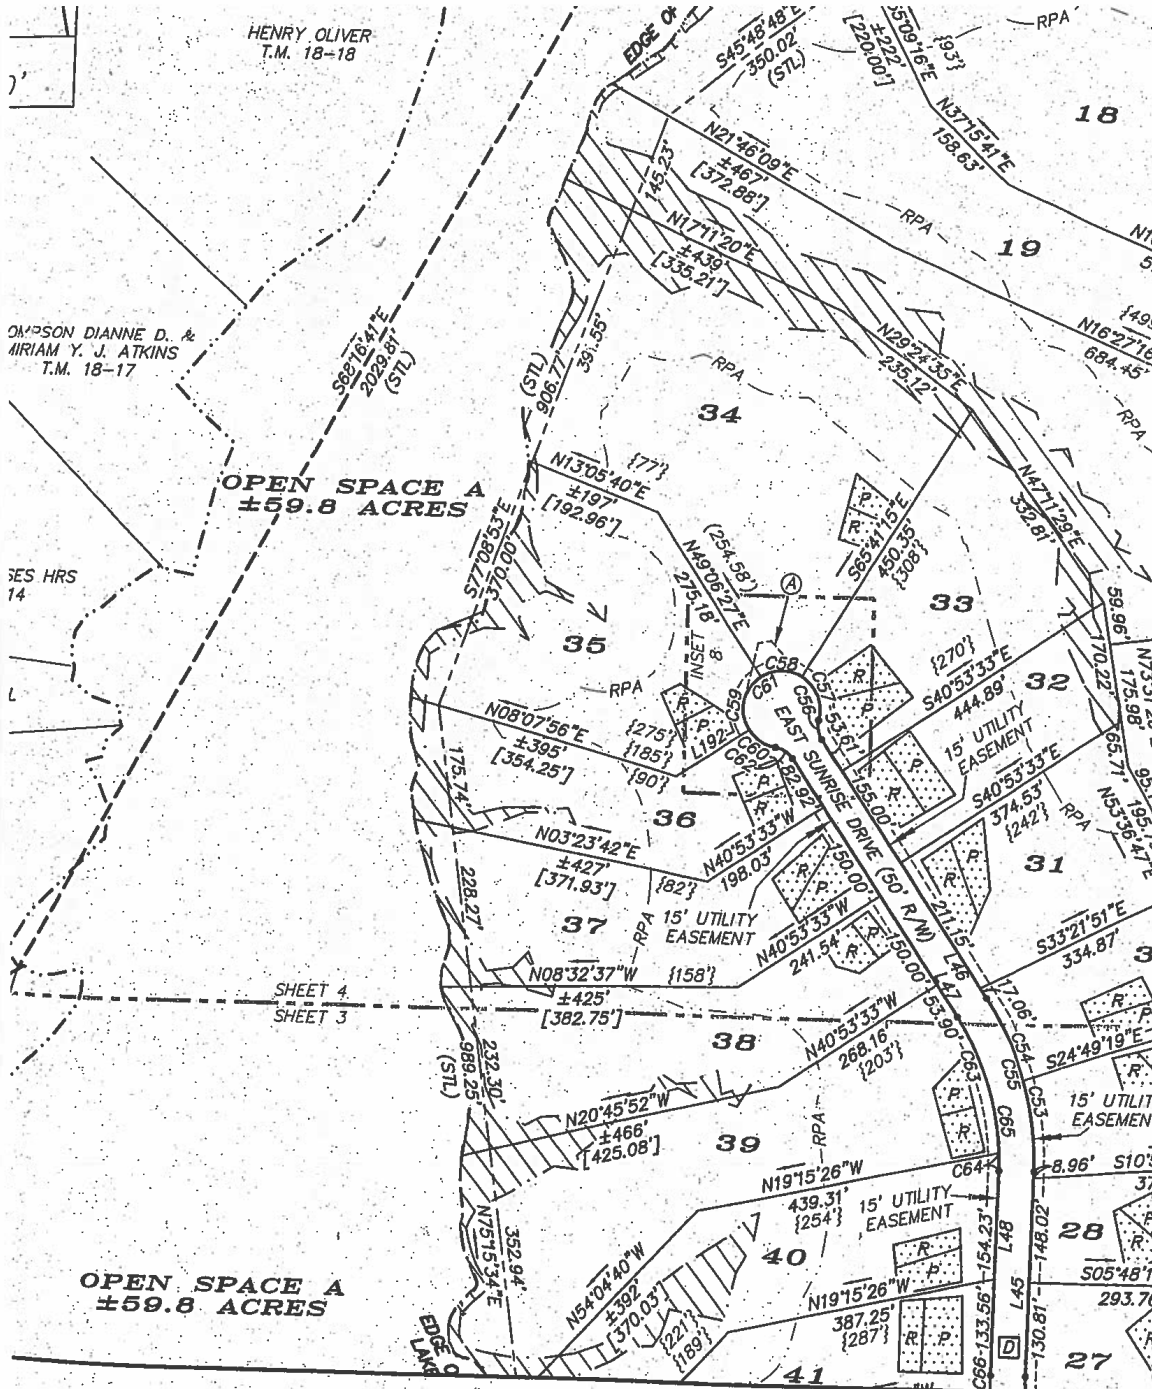 HENRY OLIVER
T.M. 18-18
EDGE OF
S45°48'48"E
350.02'
(STL)
±222'
[220.00']
{93'}
RPA
18
N37°15'41"E
158.63'
N21°46'09"E
±467'
[372.88']
145.23'
RPA
19
N17°11'20"E
±439'
[335.21']
MIRIAM Y. J. ATKINS
T.M. 18-17
S68°16'41"E
2029.81'
(STL)
(STL)
906.77'
391.55'
N29°24'35"E
235.12'
N16°27'16"
684.45'
RPA
34
RPA
OPEN SPACE A
±59.8 ACRES
N13°05'40"E
{77'}
±197'
[192.96']
P
R
S65°41'15"E
450.35'
{308'}
N47°11'29"E
332.81'
S77°08'53"E
370.00'
(254.58')
N49°06'27"E
275.18'
A
33
59.96'
SES HRS
14
35
INSET
8
C58
C61
C57
C56
C59
R
P
{270'}
S40°53'33"E
444.89'
32
170.22'
175.98'
RPA
N08°07'56"E
±395'
[354.25']
{275'}
{185'}
{90'}
R
P
L192
C60
C62
53.61'
EAST SUNRISE DRIVE (50' R/W)
15' UTILITY
EASEMENT
65.71'
175.74'
36
P
R
82.92'
155.00'
R
P
S40°53'33"E
374.53'
{242'}
RPA
N53°36'47"E
N03°23'42"E
±427'
[371.93']
{82'}
N40°53'33"W
198.03'
150.00'
31
228.27'
37
RPA
15' UTILITY
EASEMENT
R
P
R
P
211.15'
N40°53'33"W
241.54'
R
R
S33°21'51"E
334.87'
N08°32'37"W
{158'}
±425'
[382.75']
150.00'
L46
L47
SHEET 4
SHEET 3
17.06'
38
N40°53'33"W
268.16'
{203'}
53.90'
R
P
232.30'
989.25'
(STL)
C54
C55
C63
S24°49'19"E
N20°45'52"W
±466'
[425.08']
39
RPA
P
R
C65
C53
R
15' UTILITY
EASEMENT
C64
8.96'
N19°15'26"W
439.31'
{254'}
15' UTILITY
EASEMENT
352.94'
N75°15'34"E
40
R
P
154.23'
L48
148.02'
28
R
P
R
OPEN SPACE A
±59.8 ACRES
N54°04'40"W
±392'
[370.03']
{221'}
{189'}
N19°15'26"W
387.25'
{287'}
R
P
S05°48'1
293.76
133.56'
L45
130.81'
D
EDGE O
LAKE
41
C66
27
R